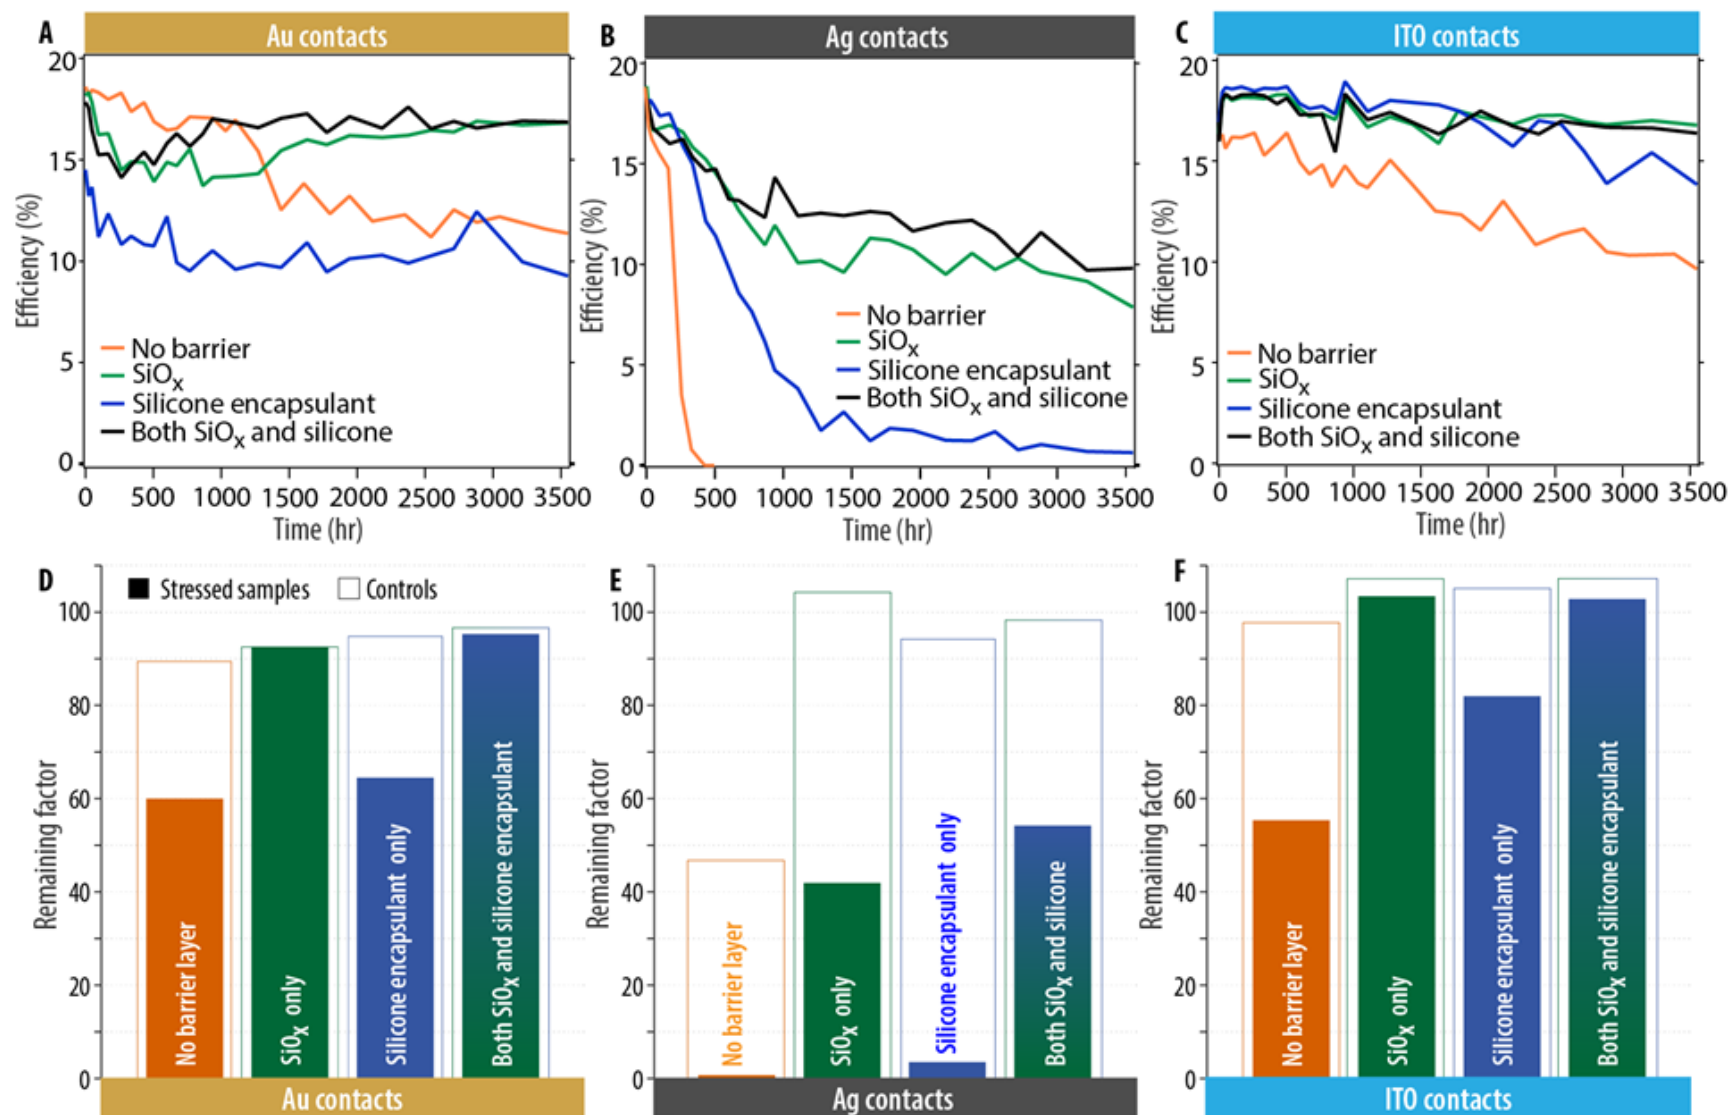 A
Au contacts
B
Ag contacts
C
ITO contacts
Efficiency (%)
20
15
10
5
0
No barrier
SiOx
Silicone encapsulant
Both SiOx and silicone
0 500 1000 1500 2000 2500 3000 3500
Time (hr)
Efficiency (%)
20
15
10
5
0
No barrier
SiOx
Silicone encapsulant
Both SiOx and silicone
0 500 1000 1500 2000 2500 3000 3500
Time (hr)
Efficiency (%)
20
15
10
5
0
No barrier
SiOx
Silicone encapsulant
Both SiOx and silicone
0 500 1000 1500 2000 2500 3000 3500
Time (hr)
D
Stressed samples
Controls
Remaining factor
100
80
60
40
20
0
No barrier layer
SiOx only
Silicone encapsulant only
Both SiOx and silicone encapsulant
Au contacts
E
Remaining factor
100
80
60
40
20
0
No barrier layer
SiOx only
Silicone encapsulant only
Both SiOx and silicone
Ag contacts
F
Remaining factor
100
80
60
40
20
0
No barrier layer
SiOx only
Silicone encapsulant only
Both SiOx and silicone encapsulant
ITO contacts